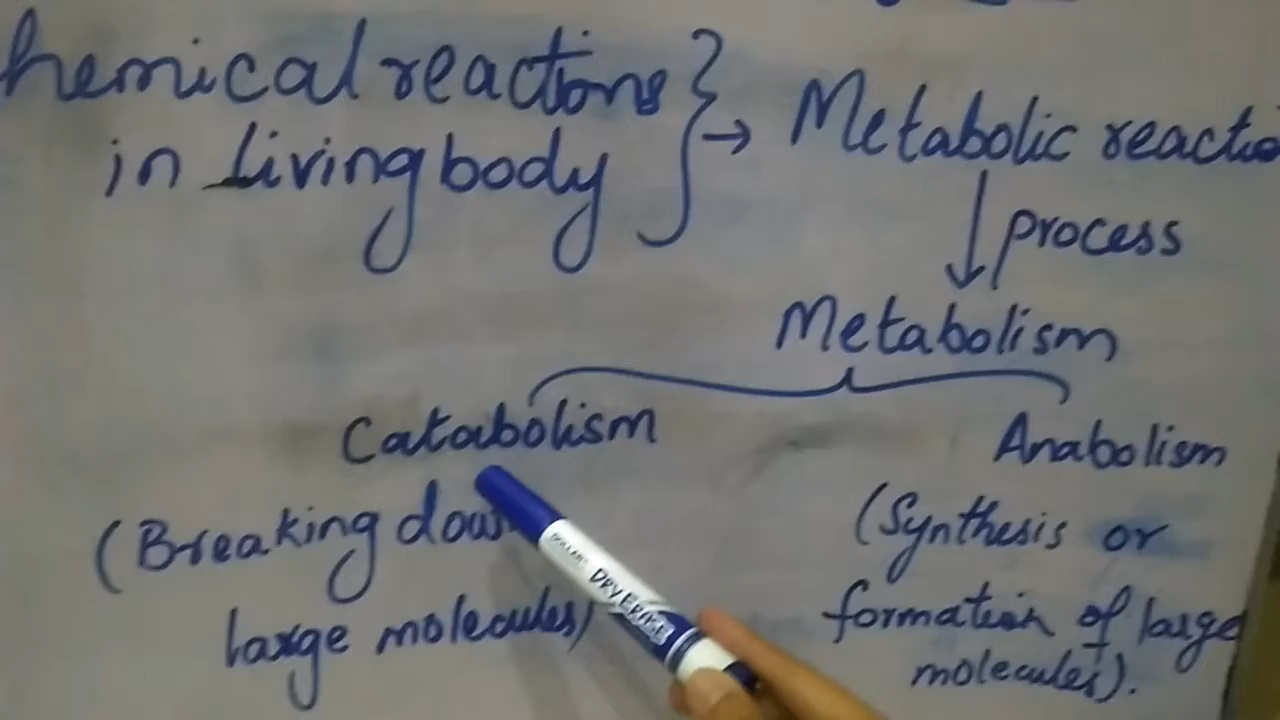 hemical reactions
in living body
→ Metabolic reactio
process
Metabolism
Catabolism
(Breaking dow
large molecules)
Anabolism
(Synthesis or
formation of large
molecules).
DOLLAR DRY ERASE